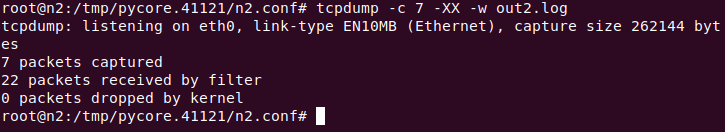 root@n2:/tmp/pycore.41121/n2.conf# tcpdump -c 7 -XX -w out2.log
tcpdump: listening on eth0, link-type EN10MB (Ethernet), capture size 262144 byt
es
7 packets captured
22 packets received by filter
0 packets dropped by kernel
root@n2:/tmp/pycore.41121/n2.conf#